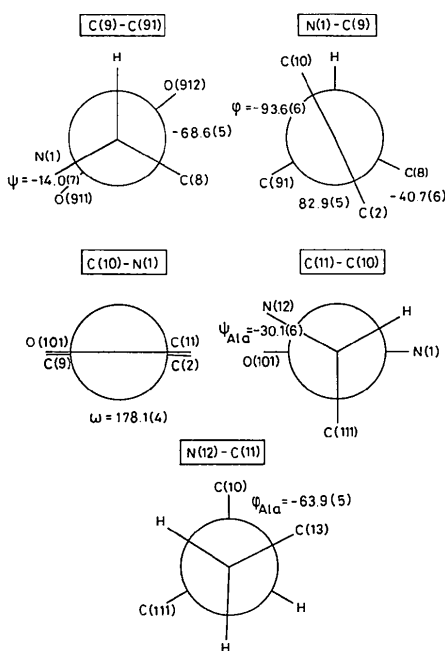 C(9)-C(91)
H
O(912)
-68.6(5)
N(1)
ψ=-14.0(7)
O(911)
C(8)
N(1)-C(9)
C(10)
H
φ=-93.6(6)
C(91)
C(8)
82.9(5)
-40.7(6)
C(2)
C(10)-N(1)
O(101)
C(9)
C(11)
C(2)
ω=178.1(4)
C(11)-C(10)
N(12)
H
ψAla=-30.1(6)
O(101)
N(1)
C(111)
N(12)-C(11)
C(10)
φAla=-63.9(5)
H
C(13)
C(111)
H
H